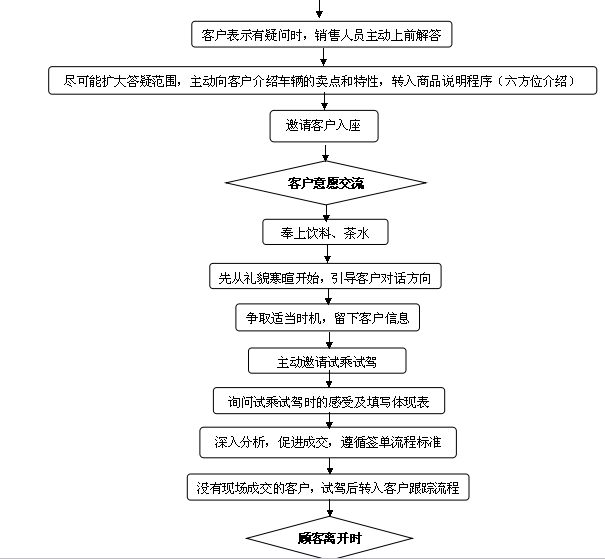 客户表示有疑问时，销售人员主动上前解答
尽可能扩大答疑范围，主动向客户介绍车辆的卖点和特性，转入商品说明程序（六方位介绍）
邀请客户入座
客户意愿交流
奉上饮料、茶水
先从礼貌寒暄开始，引导客户对话方向
争取适当时机，留下客户信息
主动邀请试乘试驾
询问试乘试驾时的感受及填写体现表
深入分析，促进成交，遵循签单流程标准
没有现场成交的客户，试驾后转入客户跟踪流程
顾客离开时